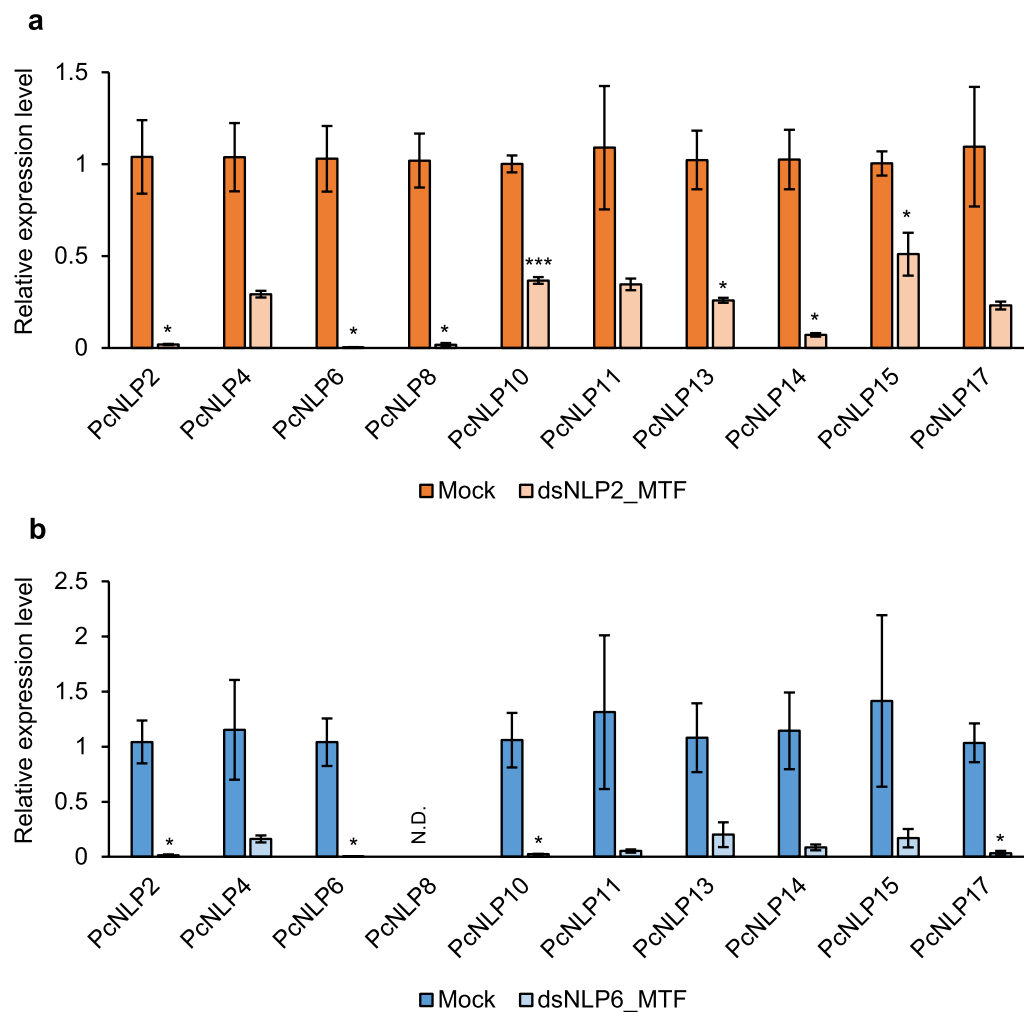 a
Relative expression level
1.5
1
0.5
0
*
*
*
***
*
*
*
PcNLP2
PcNLP4
PcNLP6
PcNLP8
PcNLP10
PcNLP11
PcNLP13
PcNLP14
PcNLP15
PcNLP17
Mock dsNLP2_MTF
b
Relative expression level
2.5
2
1.5
1
0.5
0
*
*
N.D.
*
*
PcNLP2
PcNLP4
PcNLP6
PcNLP8
PcNLP10
PcNLP11
PcNLP13
PcNLP14
PcNLP15
PcNLP17
Mock dsNLP6_MTF